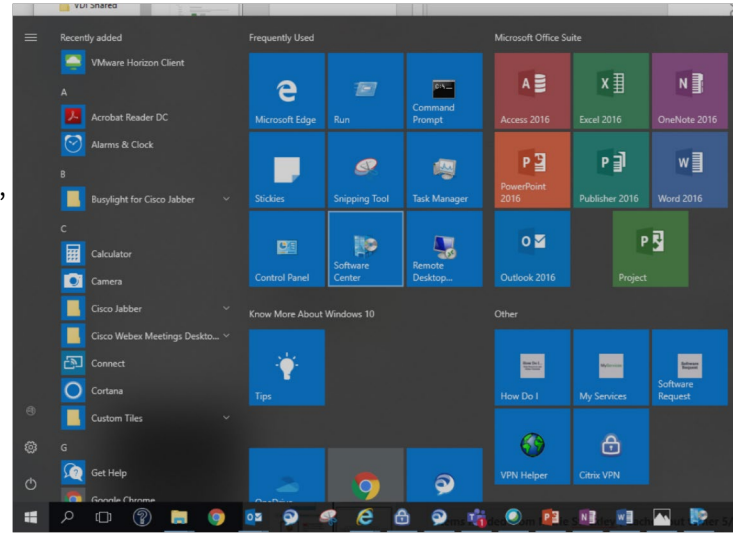 VDI Shared
Recently added
VMware Horizon Client
A
Acrobat Reader DC
Alarms & Clock
B
Busylight for Cisco Jabber
C
Calculator
Camera
Cisco Jabber
Cisco Webex Meetings Deskto...
Connect
Cortana
Custom Tiles
G
Get Help
Google Chrome
Frequently Used
Microsoft Edge
Run
Command
Prompt
Stickies
Snipping Tool
Task Manager
Control Panel
Software
Center
Remote
Desktop...
Know More About Windows 10
Tips
OneDrive
Microsoft Office Suite
Access 2016
Excel 2016
OneNote 2016
PowerPoint
2016
Publisher 2016
Word 2016
Outlook 2016
Project
Other
How Do I
My Services
Software
Request
VPN Helper
Citrix VPN
,